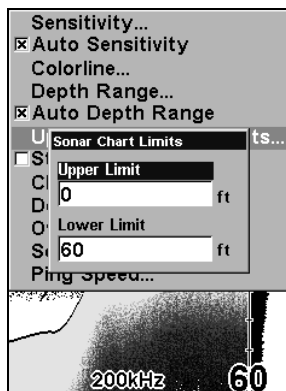 Sensitivity...
Auto Sensitivity
Colorline...
Depth Range...
Auto Depth Range
ts...
Sonar Chart Limits
Upper Limit
0 ft
Lower Limit
60 ft
Ping Speed...
200kHz 60